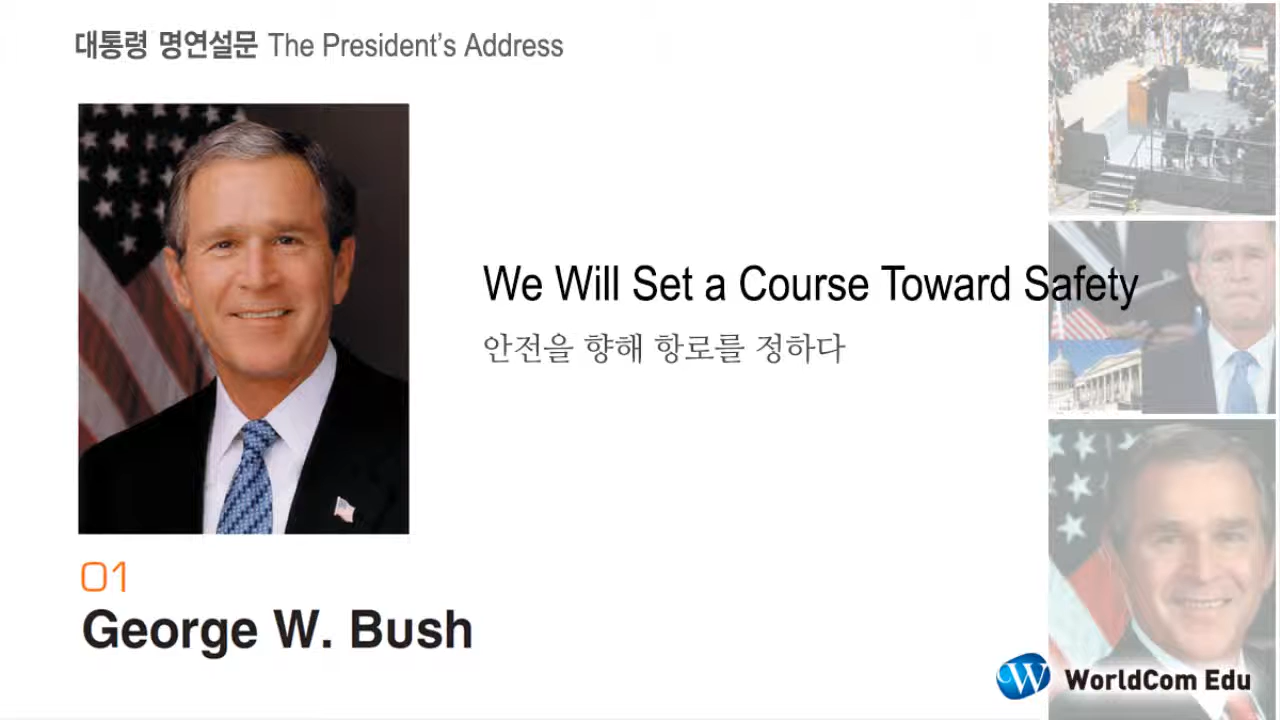 대통령 명연설문 The President's Address
We Will Set a Course Toward Safety
안전을 향해 항로를 정하다
01
George W. Bush
W WorldCom Edu